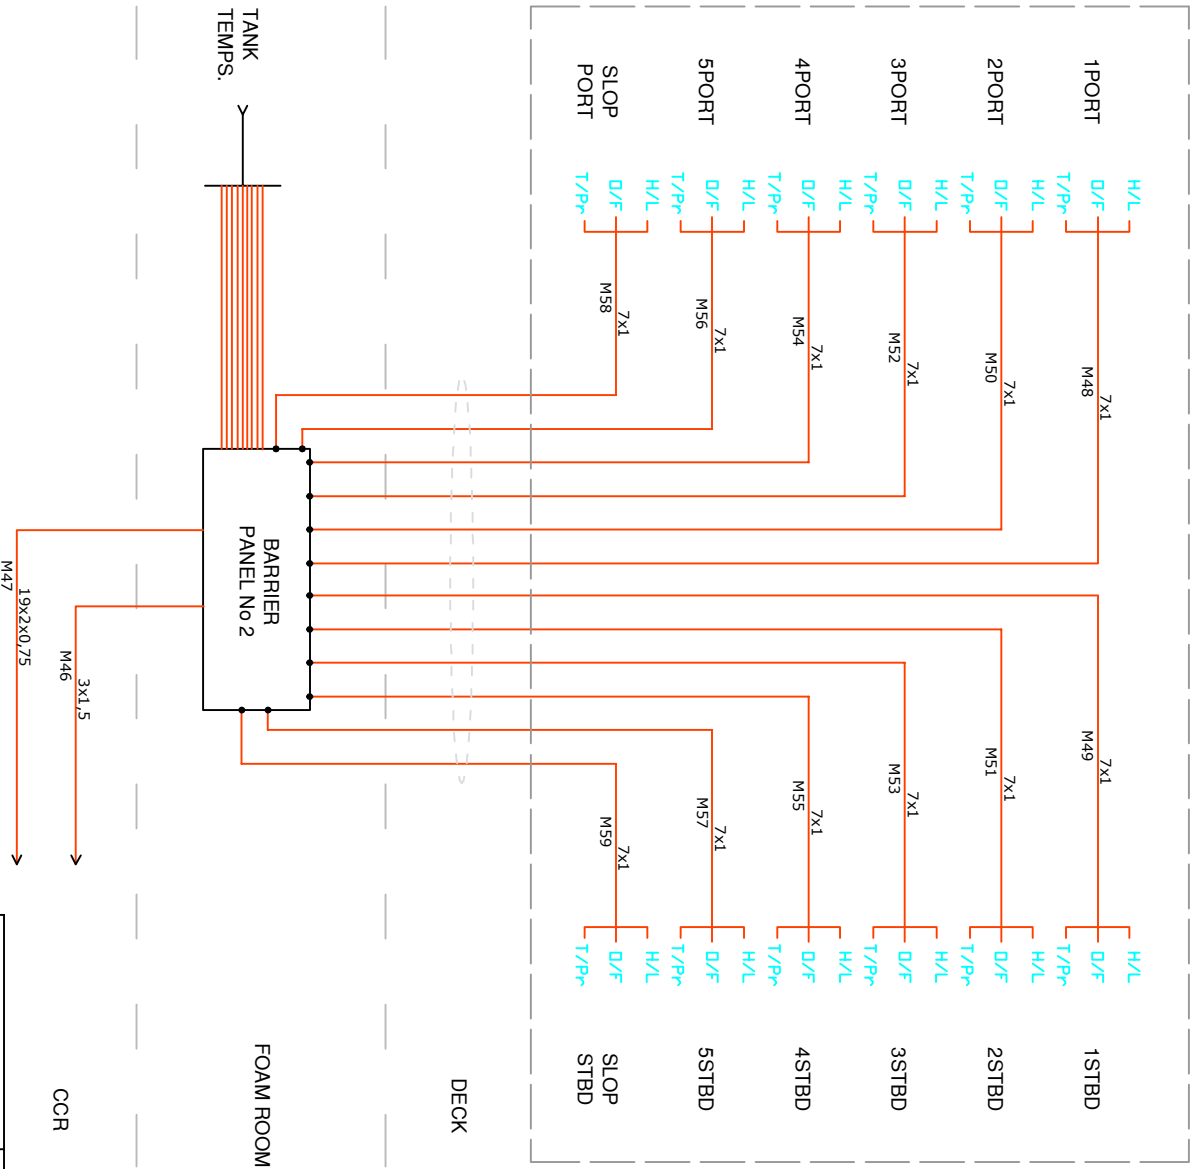 1PORT
H/L
O/F
T/Pr
M48
7x1
M49
7x1
H/L
O/F
T/Pr
1STBD
2PORT
H/L
O/F
T/Pr
M50
7x1
M51
7x1
H/L
O/F
T/Pr
2STBD
3PORT
H/L
O/F
T/Pr
M52
7x1
M53
7x1
H/L
O/F
T/Pr
3STBD
4PORT
H/L
O/F
T/Pr
M54
7x1
M55
7x1
H/L
O/F
T/Pr
4STBD
5PORT
H/L
O/F
T/Pr
M56
7x1
M57
7x1
H/L
O/F
T/Pr
5STBD
SLOP
PORT
H/L
O/F
T/Pr
M58
7x1
M59
7x1
H/L
O/F
T/Pr
SLOP
STBD
DECK
TANK
TEMPS.
BARRIER
PANEL No 2
FOAM ROOM
3x1,5
M46
19x2x0,75
M47
CCR